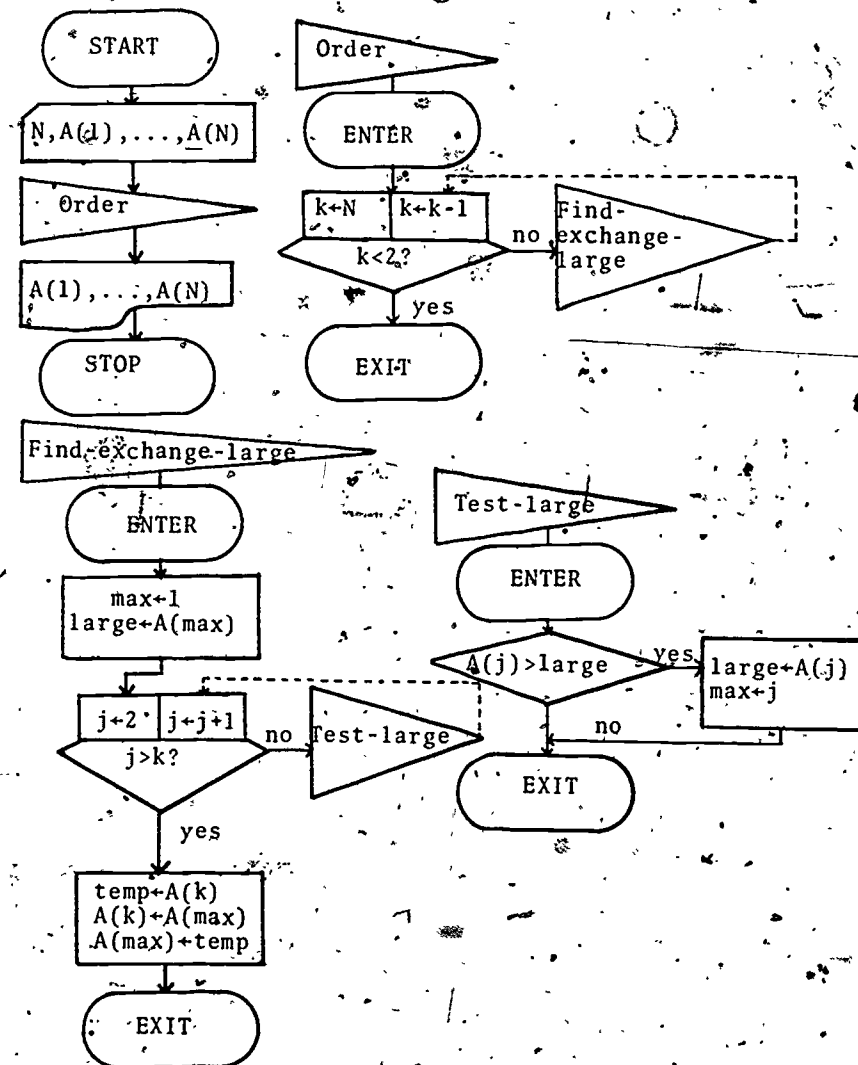 START
N,A(1),...,A(N)
Order
A(1),...,A(N)
STOP
Order
ENTER
k←N
k←k-1
k<2?
no
Find-
exchange-
large
yes
EXIT
Find-exchange-large
ENTER
max←1
large←A(max)
j←2
j←j+1
j>k?
no
Test-large
yes
temp←A(k)
A(k)←A(max)
A(max)←temp
EXIT
Test-large
ENTER
A(j)>large
yes
large←A(j)
max←j
no
EXIT